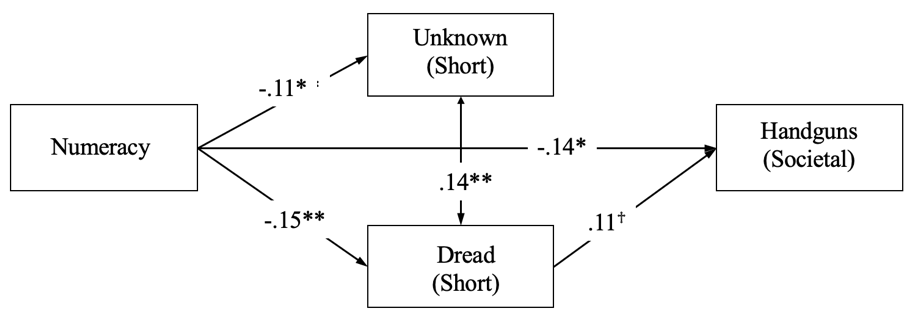 Unknown
(Short)
-.11*
Numeracy
Handguns
(Societal)
-.14*
.14**
-.15**
.11†
Dread
(Short)